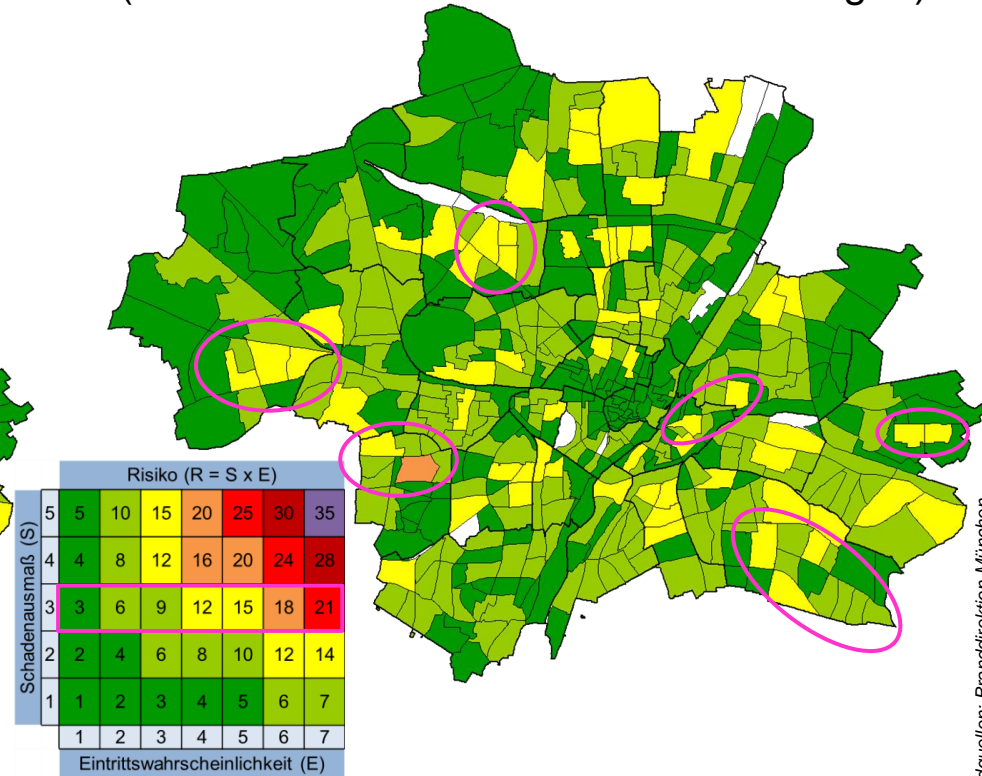 Risiko (R = S x E)
Schadenausmaß (S)
5 5 10 15 20 25 30 35
4 4 8 12 16 20 24 28
3 3 6 9 12 15 18 21
2 2 4 6 8 10 12 14
1 1 2 3 4 5 6 7
1 2 3 4 5 6 7
Eintrittswahrscheinlichkeit (E)
Branddirektion München